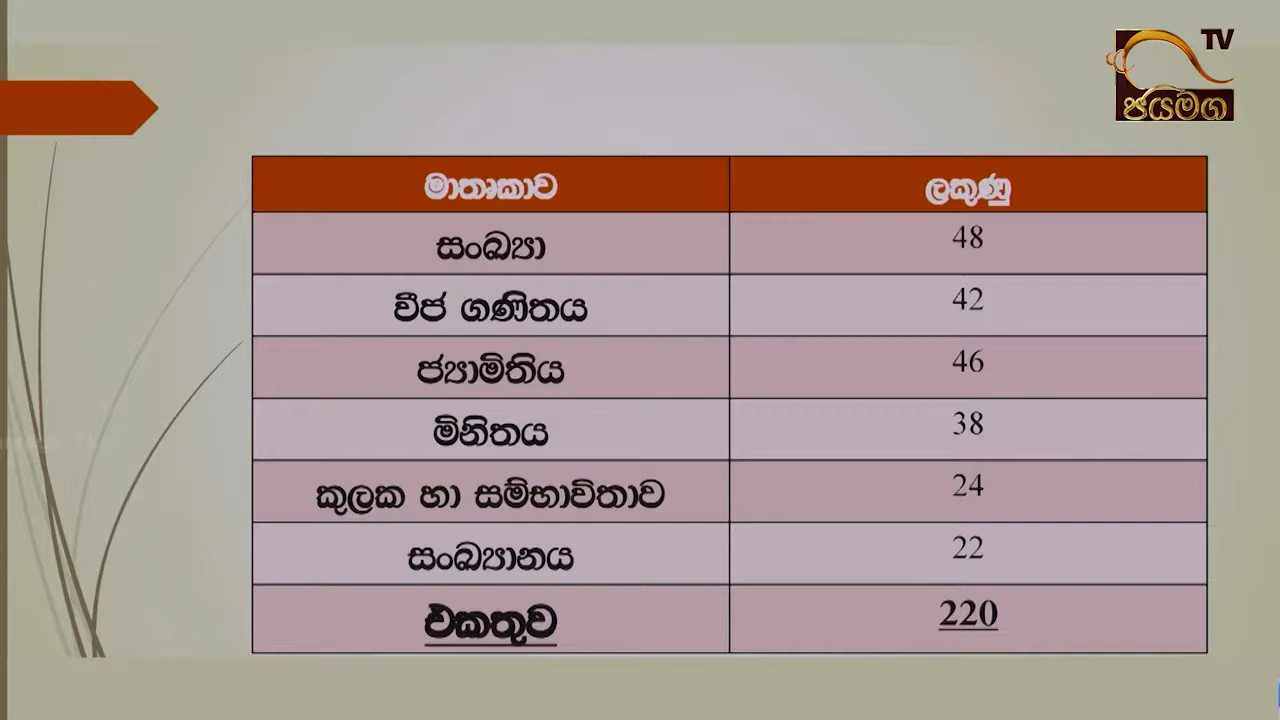 TV
ජයමග
මාතෘකාව ලකුණු
සංඛ්‍යා 48
වීජ ගණිතය 42
ජ්‍යාමිතිය 46
මිනිතය 38
කුලක හා සම්භාවිතාව 24
සංඛ්‍යානය 22
එකතුව 220